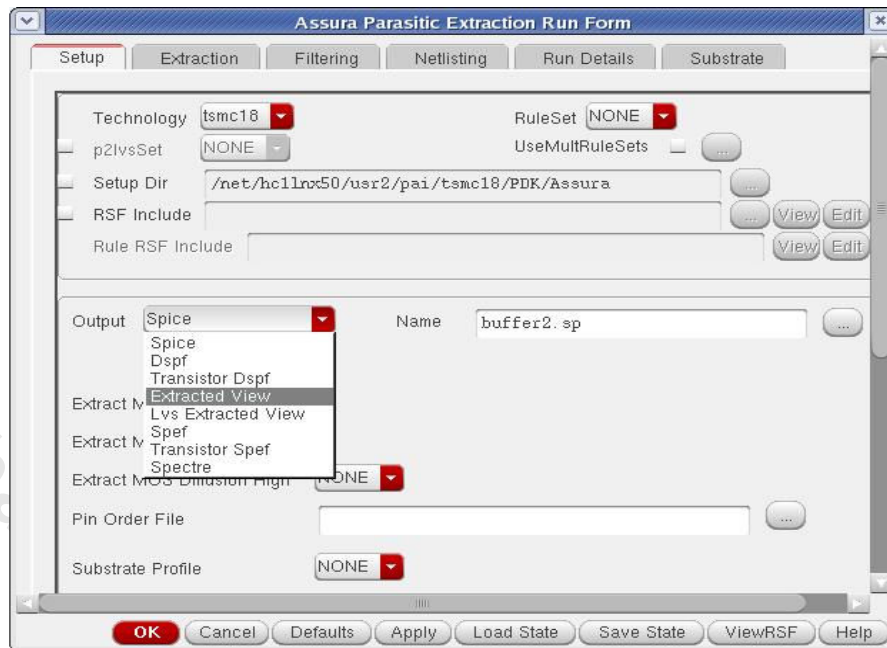 Assura Parasitic Extraction Run Form
Setup Extraction Filtering Netlisting Run Details Substrate
Technology tsmc18 RuleSet NONE
p2lvsSet NONE UseMultRuleSets ...
Setup Dir /net/hc1lnx50/usr2/pai/tsmc18/PDK/Assura ...
RSF Include ... View Edit
Rule RSF Include View Edit
Output Spice Name buffer2.sp ...
Spice
Dspf
Transistor Dspf
Extracted View
Lvs Extracted View
Spef
Transistor Spef
Spectre
Extract M
Extract M
Extract MOS Diffusion High NONE
Pin Order File ...
Substrate Profile NONE
OK Cancel Defaults Apply Load State Save State ViewRSF Help